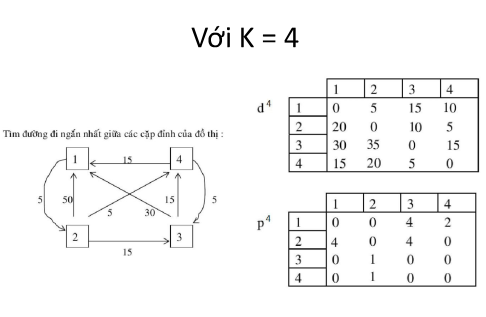 Với K = 4
Tìm đường đi ngắn nhất giữa các cặp đỉnh của đồ thị :
1 15 4
5 50 5 30 15 5
2 3
15
d⁴
1 2 3 4
1 0 5 15 10
2 20 0 10 5
3 30 35 0 15
4 15 20 5 0
p⁴
1 2 3 4
1 0 0 4 2
2 4 0 4 0
3 0 1 0 0
4 0 1 0 0